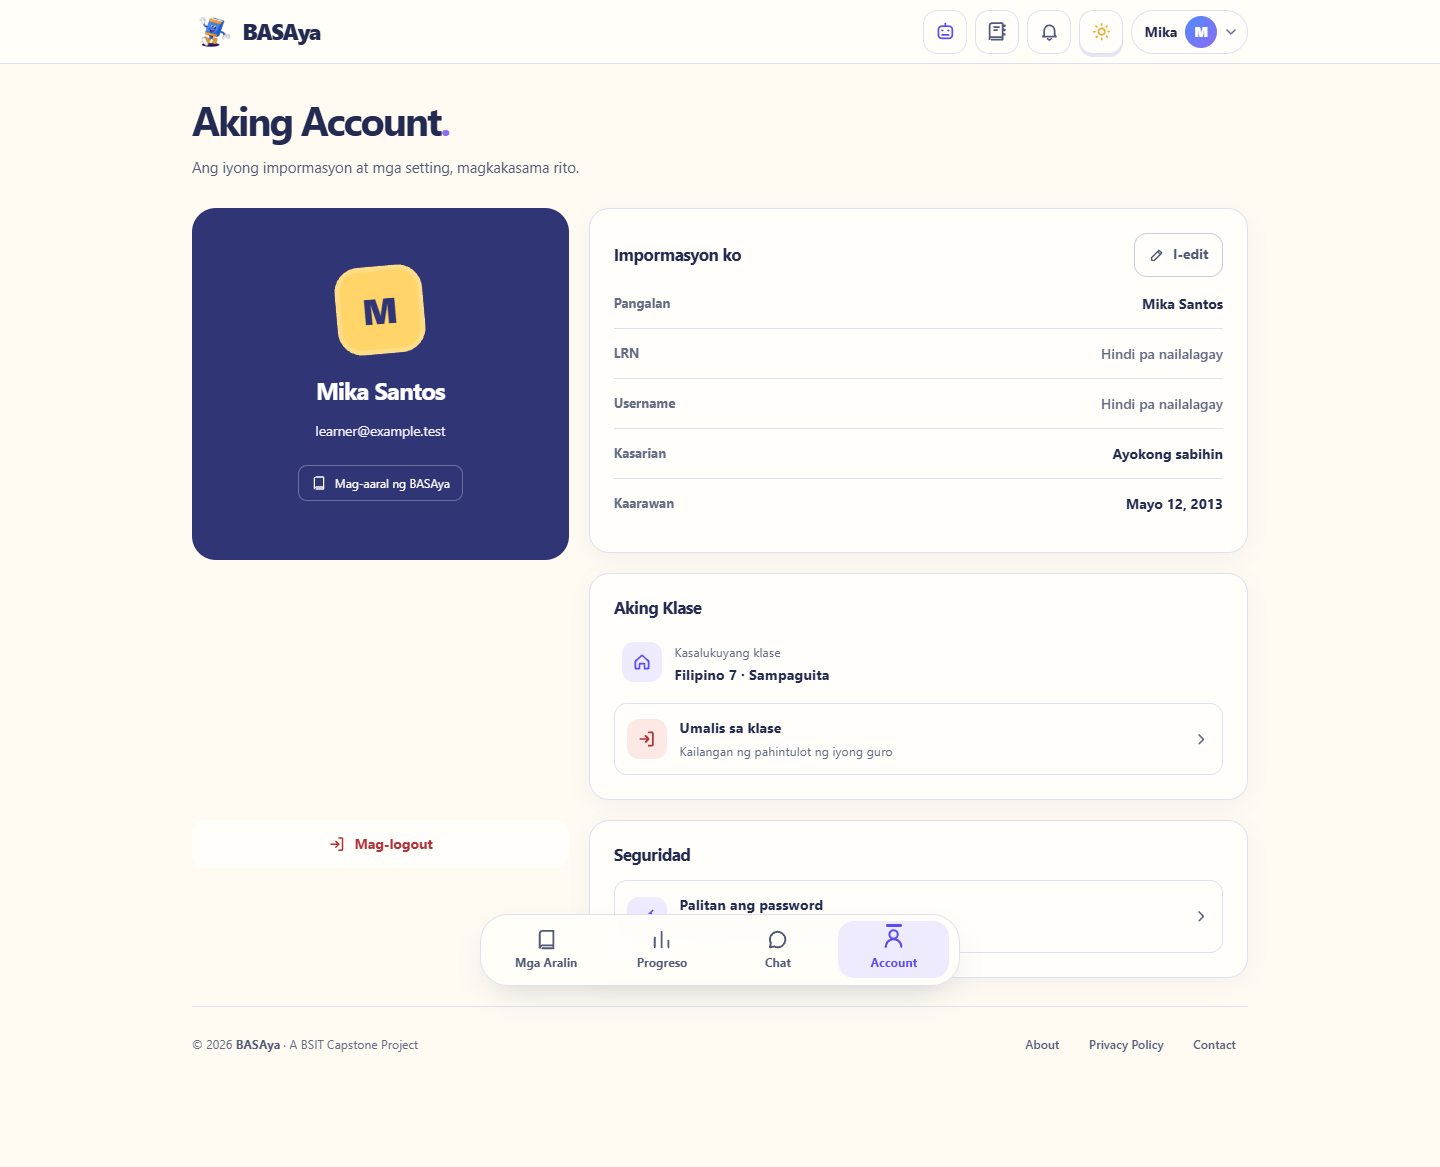 BASAya
Mika
M
Aking Account.
Ang iyong impormasyon at mga setting, magkakasama rito.
M
Mika Santos
learner@example.test
Mag-aaral ng BASAya
Impormasyon ko
I-edit
Pangalan
Mika Santos
LRN
Hindi pa nailalagay
Username
Hindi pa nailalagay
Kasarian
Ayokong sabihin
Kaarawan
Mayo 12, 2013
Aking Klase
Kasalukuyang klase
Filipino 7 · Sampaguita
Umalis sa klase
Kailangan ng pahintulot ng iyong guro
Mag-logout
Seguridad
Palitan ang password
Mga Aralin
Progreso
Chat
Account
© 2026 BASAya · A BSIT Capstone Project
About
Privacy Policy
Contact